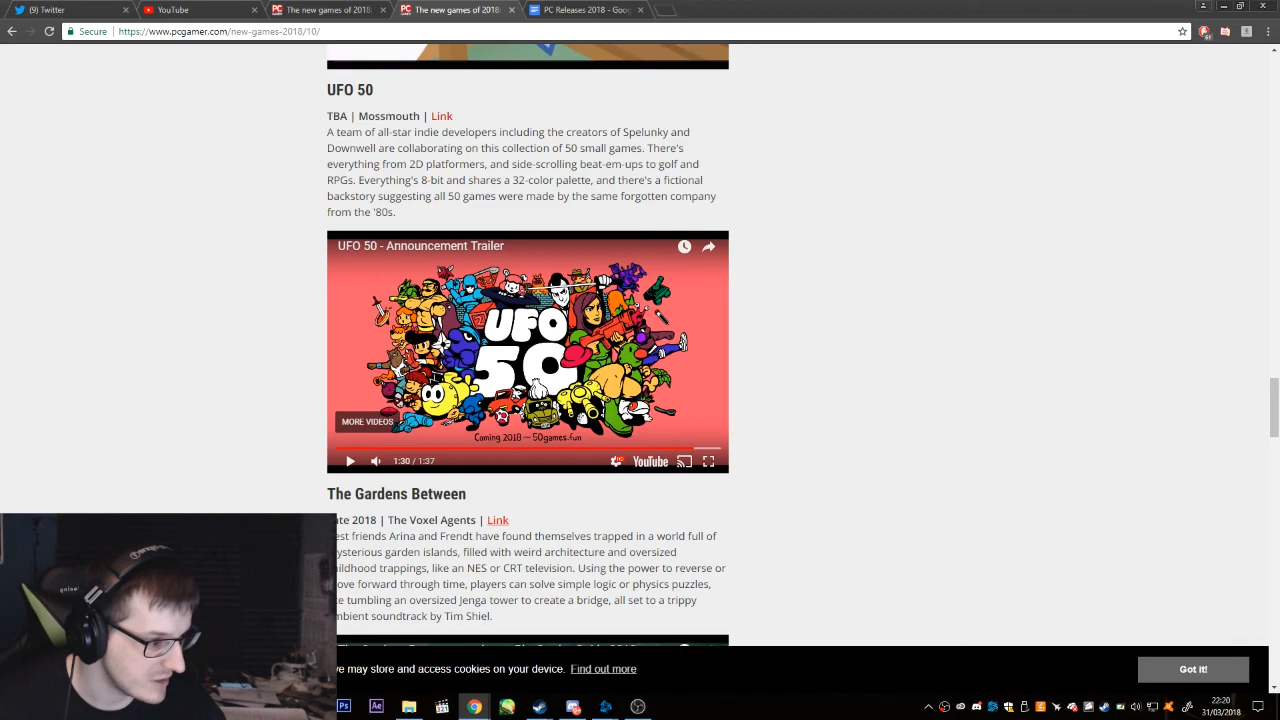 (9) Twitter
YouTube
The new games of 2018:
The new games of 2018:
PC Releases 2018 - Goog
Secure
https://www.pcgamer.com/new-games-2018/10/
UFO 50
TBA | Mossmouth | Link
A team of all-star indie developers including the creators of Spelunky and
Downwell are collaborating on this collection of 50 small games. There's
everything from 2D platformers, and side-scrolling beat-em-ups to golf and
RPGs. Everything's 8-bit and shares a 32-color palette, and there's a fictional
backstory suggesting all 50 games were made by the same forgotten company
from the '80s.
UFO 50 - Announcement Trailer
UFO
50
MORE VIDEOS
Coming 2018 — 50games.fun
1:30 / 1:37
YouTube
The Gardens Between
2018 | The Voxel Agents | Link
friends Arina and Frendt have found themselves trapped in a world full of
garden islands, filled with weird architecture and oversized
trappings, like an NES or CRT television. Using the power to reverse or
forward through time, players can solve simple logic or physics puzzles,
tumbling an oversized Jenga tower to create a bridge, all set to a trippy
soundtrack by Tim Shiel.
we may store and access cookies on your device. Find out more
Got it!
Ps
Ae
22:20
31/03/2018